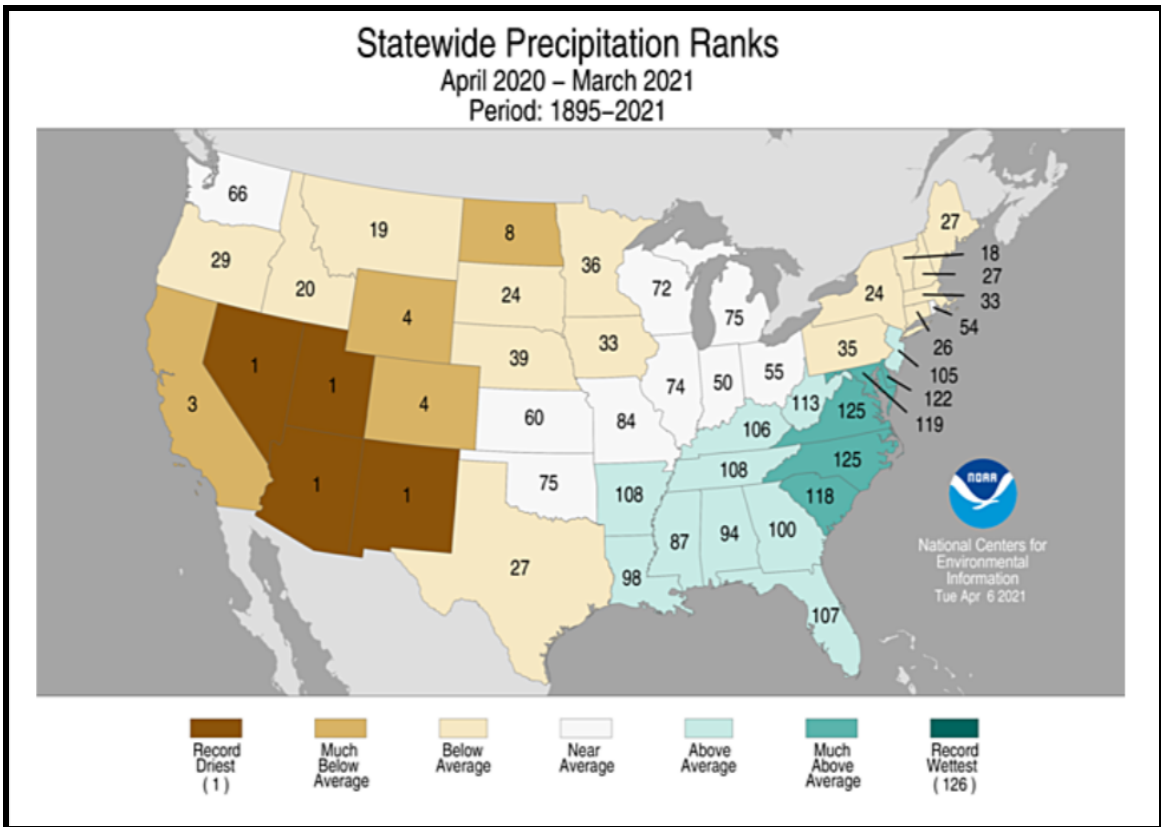 Statewide Precipitation Ranks
April 2020 – March 2021
Period: 1895–2021
66
19
8
36
27
29
20
4
24
72
75
24
18
27
33
54
26
105
122
119
1
1
39
33
35
3
4
60
74
50
55
84
113
125
106
125
1
1
75
108
108
118
27
98
87
94
100
107
NOAA
National Centers for
Environmental
Information
Tue Apr 6 2021
Record
Driest
(1)
Much
Below
Average
Below
Average
Near
Average
Above
Average
Much
Above
Average
Record
Wettest
(126)